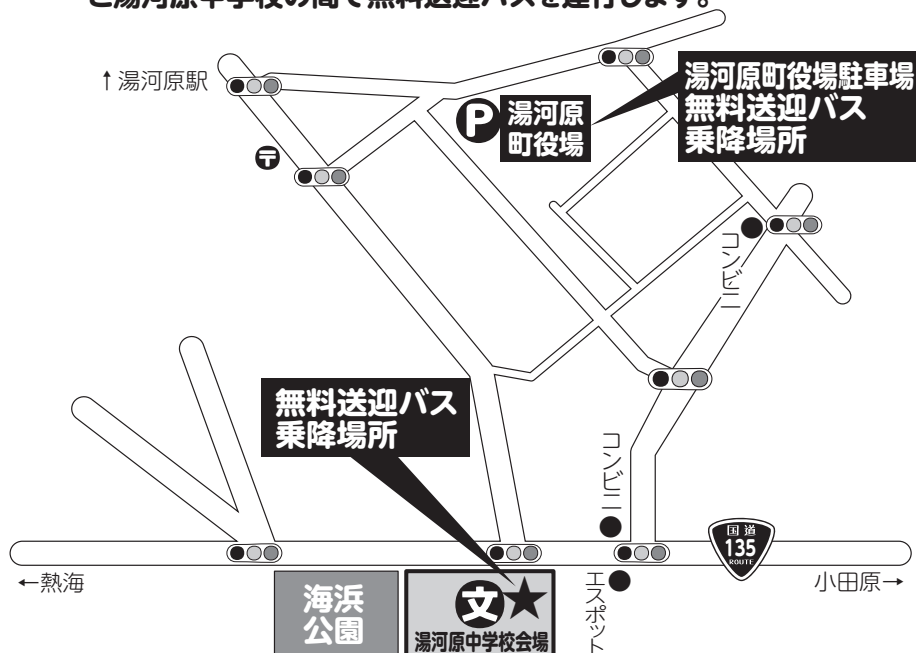 と湯河原中学校の間で無料送迎バスを運行します。
↑湯河原駅
P
湯河原
町役場
湯河原町役場駐車場
無料送迎バス
乗降場所
〒
コンビニ
無料送迎バス
乗降場所
コンビニ
国道
135
ROUTE
←熱海
小田原→
海浜
公園
文
湯河原中学校会場
エスポット